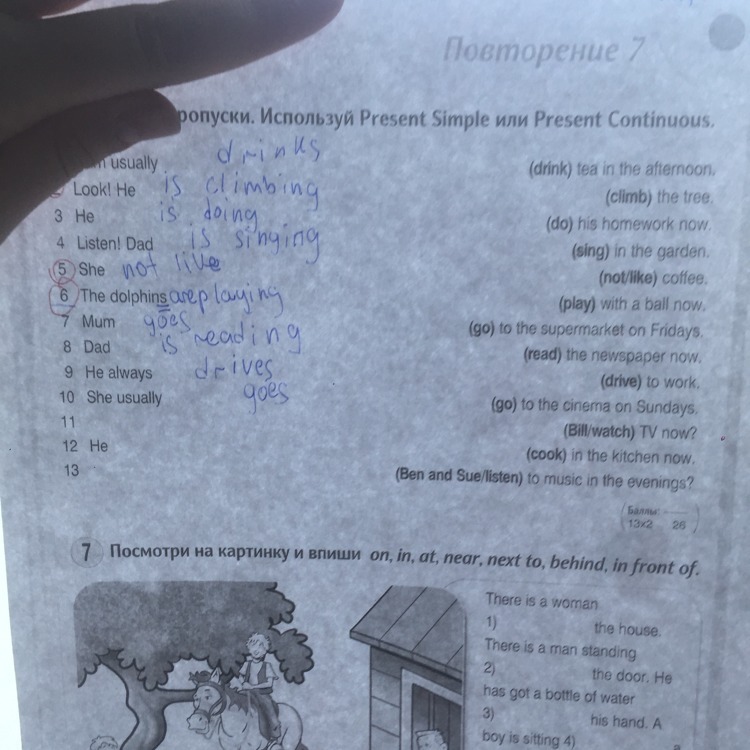 Повторение 7
ропуски. Используй Present Simple или Present Continuous.
usually drinks (drink) tea in the afternoon.
Look! He is climbing (climb) the tree.
3 He is doing (do) his homework now.
4 Listen! Dad is singing (sing) in the garden.
5 She not live (not/like) coffee.
6 The dolphins are playing (play) with a ball now.
7 Mum goes (go) to the supermarket on Fridays.
8 Dad is reading (read) the newspaper now.
9 He always drives (drive) to work.
10 She usually goes (go) to the cinema on Sundays.
11 (Bill/watch) TV now?
12 He (cook) in the kitchen now.
13 (Ben and Sue/listen) to music in the evenings?
Баллы:
13x2 26
7 Посмотри на картинку и впиши on, in, at, near, next to, behind, in front of.
There is a woman
1) the house.
There is a man standing
2) the door. He
has got a bottle of water
3) his hand. A
boy is sitting 4)